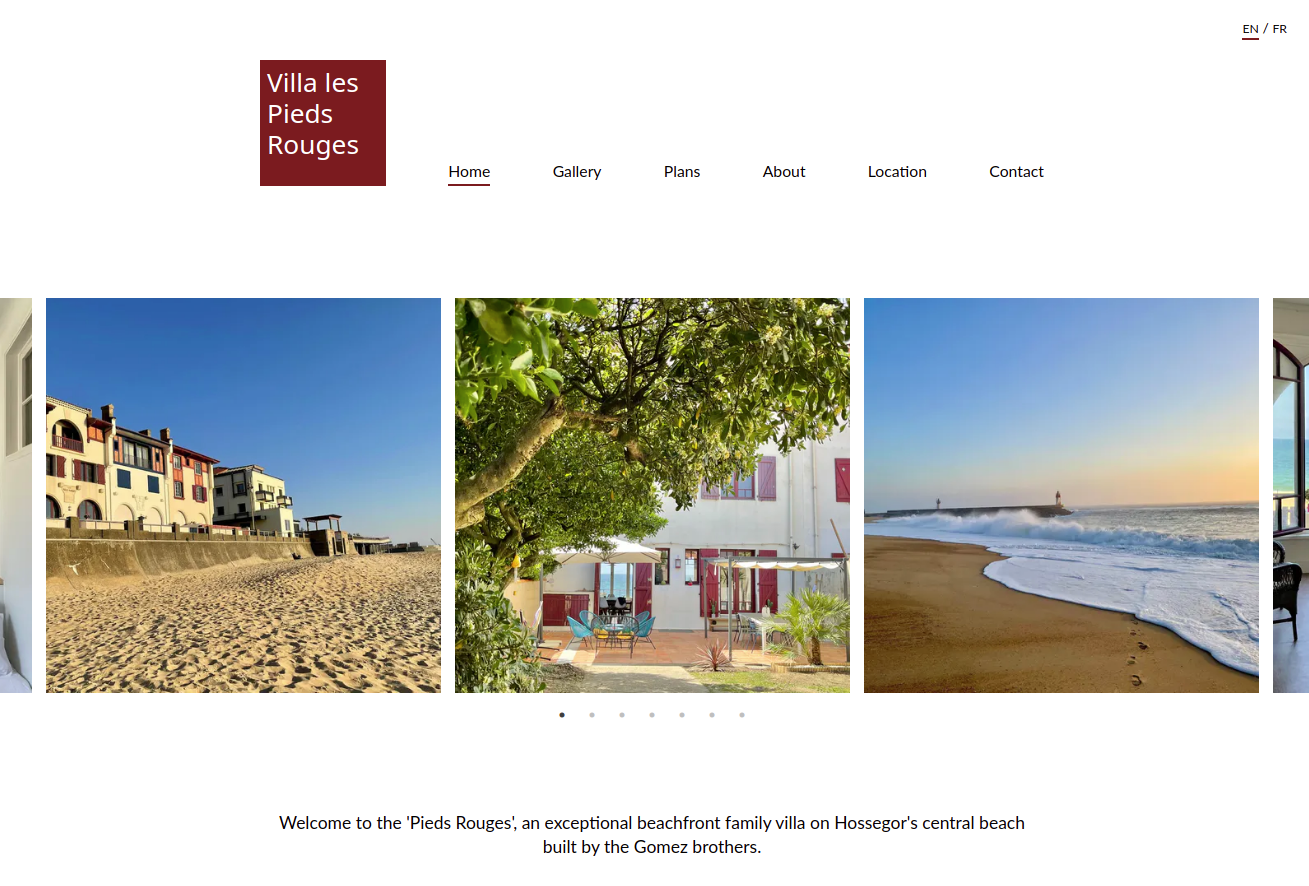 EN / FR
Villa les
Pieds
Rouges
Home Gallery Plans About Location Contact
Welcome to the 'Pieds Rouges', an exceptional beachfront family villa on Hossegor's central beach
built by the Gomez brothers.